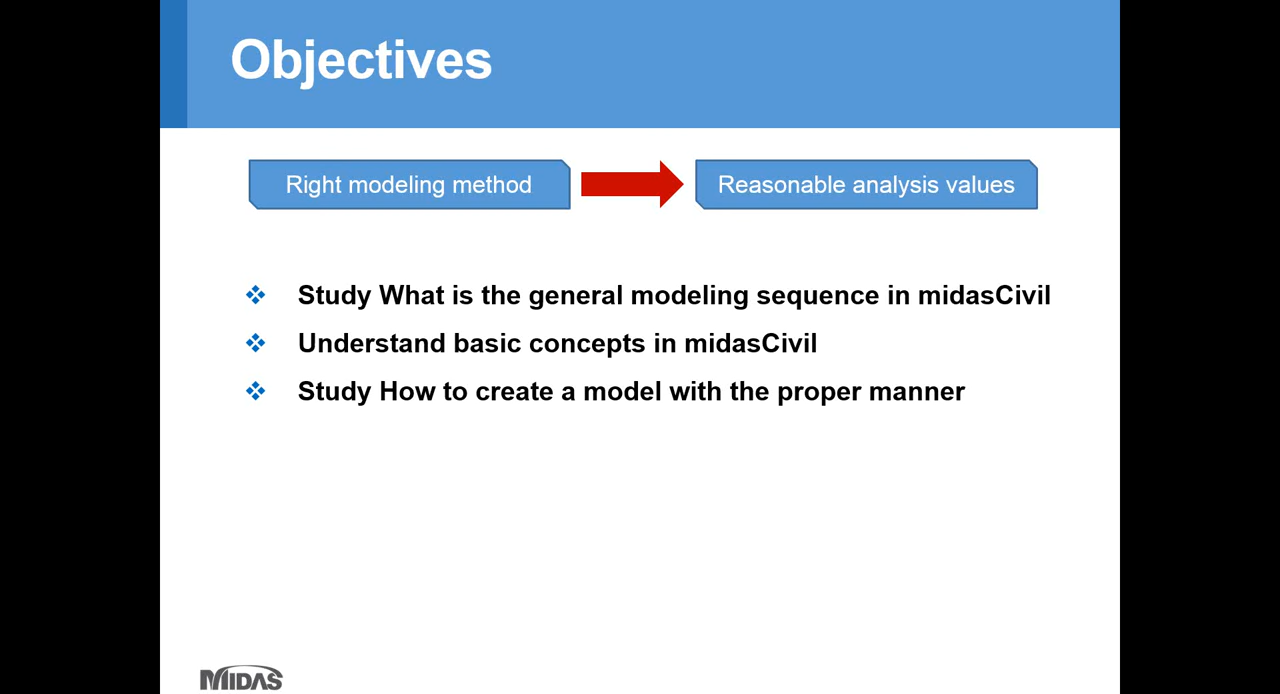 Objectives
Right modeling method
Reasonable analysis values
Study What is the general modeling sequence in midasCivil
Understand basic concepts in midasCivil
Study How to create a model with the proper manner
MIDAS